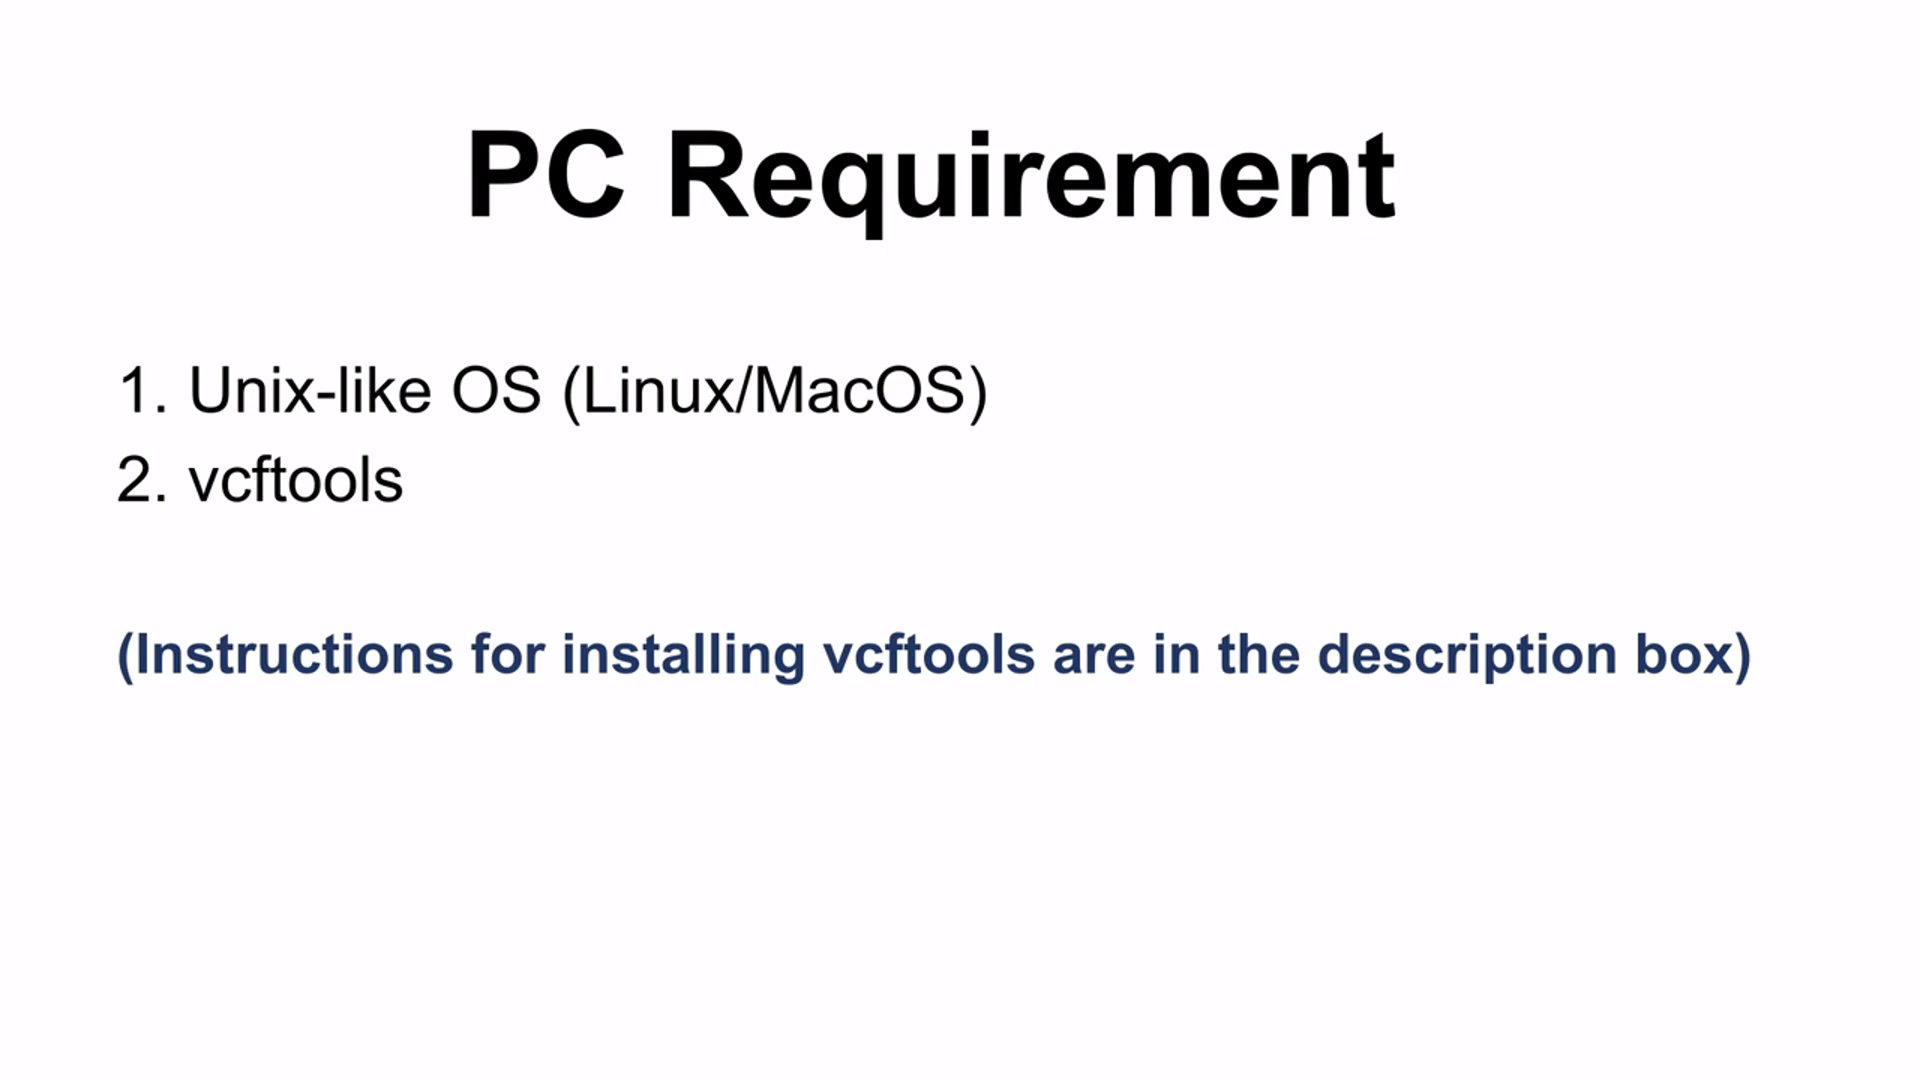 PC Requirement
1. Unix-like OS (Linux/MacOS)
2. vcftools
(Instructions for installing vcftools are in the description box)